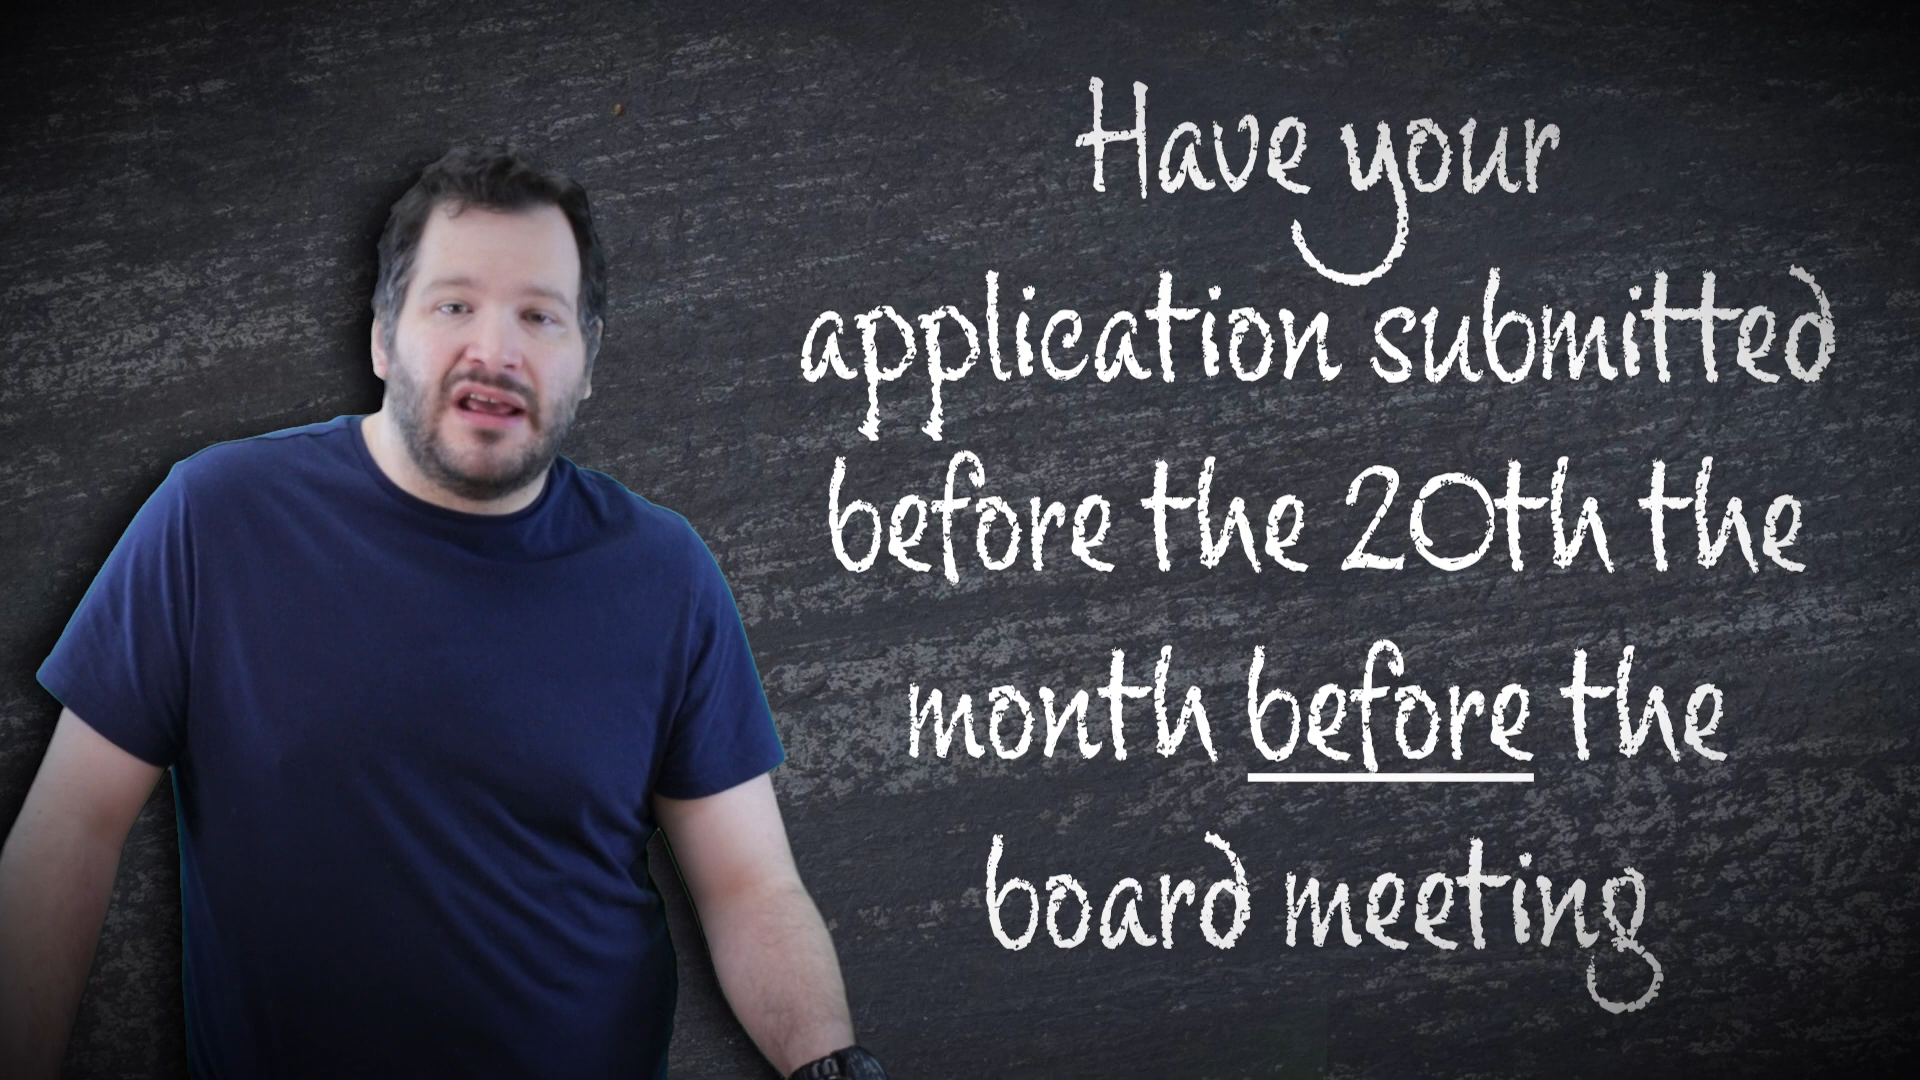 Have your
application submitted
before the 20th the
month before the
board meeting